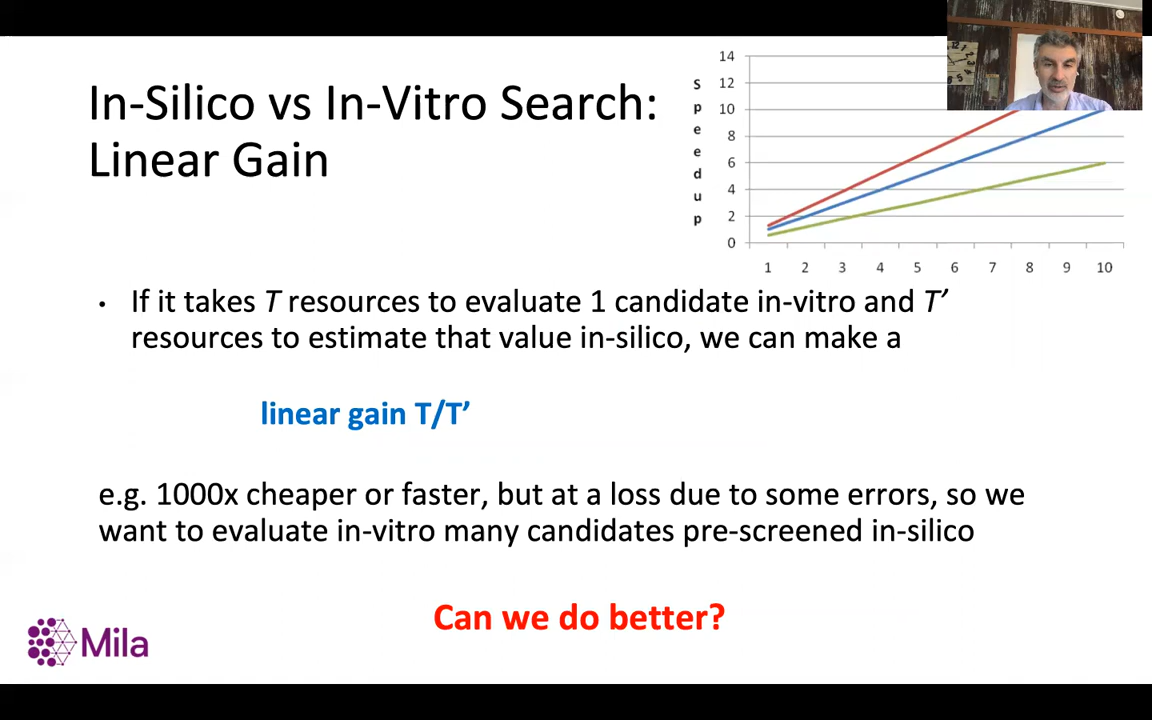 In-Silico vs In-Vitro Search:
Linear Gain
Speedup
14
12
10
8
6
4
2
0
1 2 3 4 5 6 7 8 9 10
• If it takes T resources to evaluate 1 candidate in-vitro and T’
resources to estimate that value in-silico, we can make a
linear gain T/T’
e.g. 1000x cheaper or faster, but at a loss due to some errors, so we
want to evaluate in-vitro many candidates pre-screened in-silico
Can we do better?
Mila